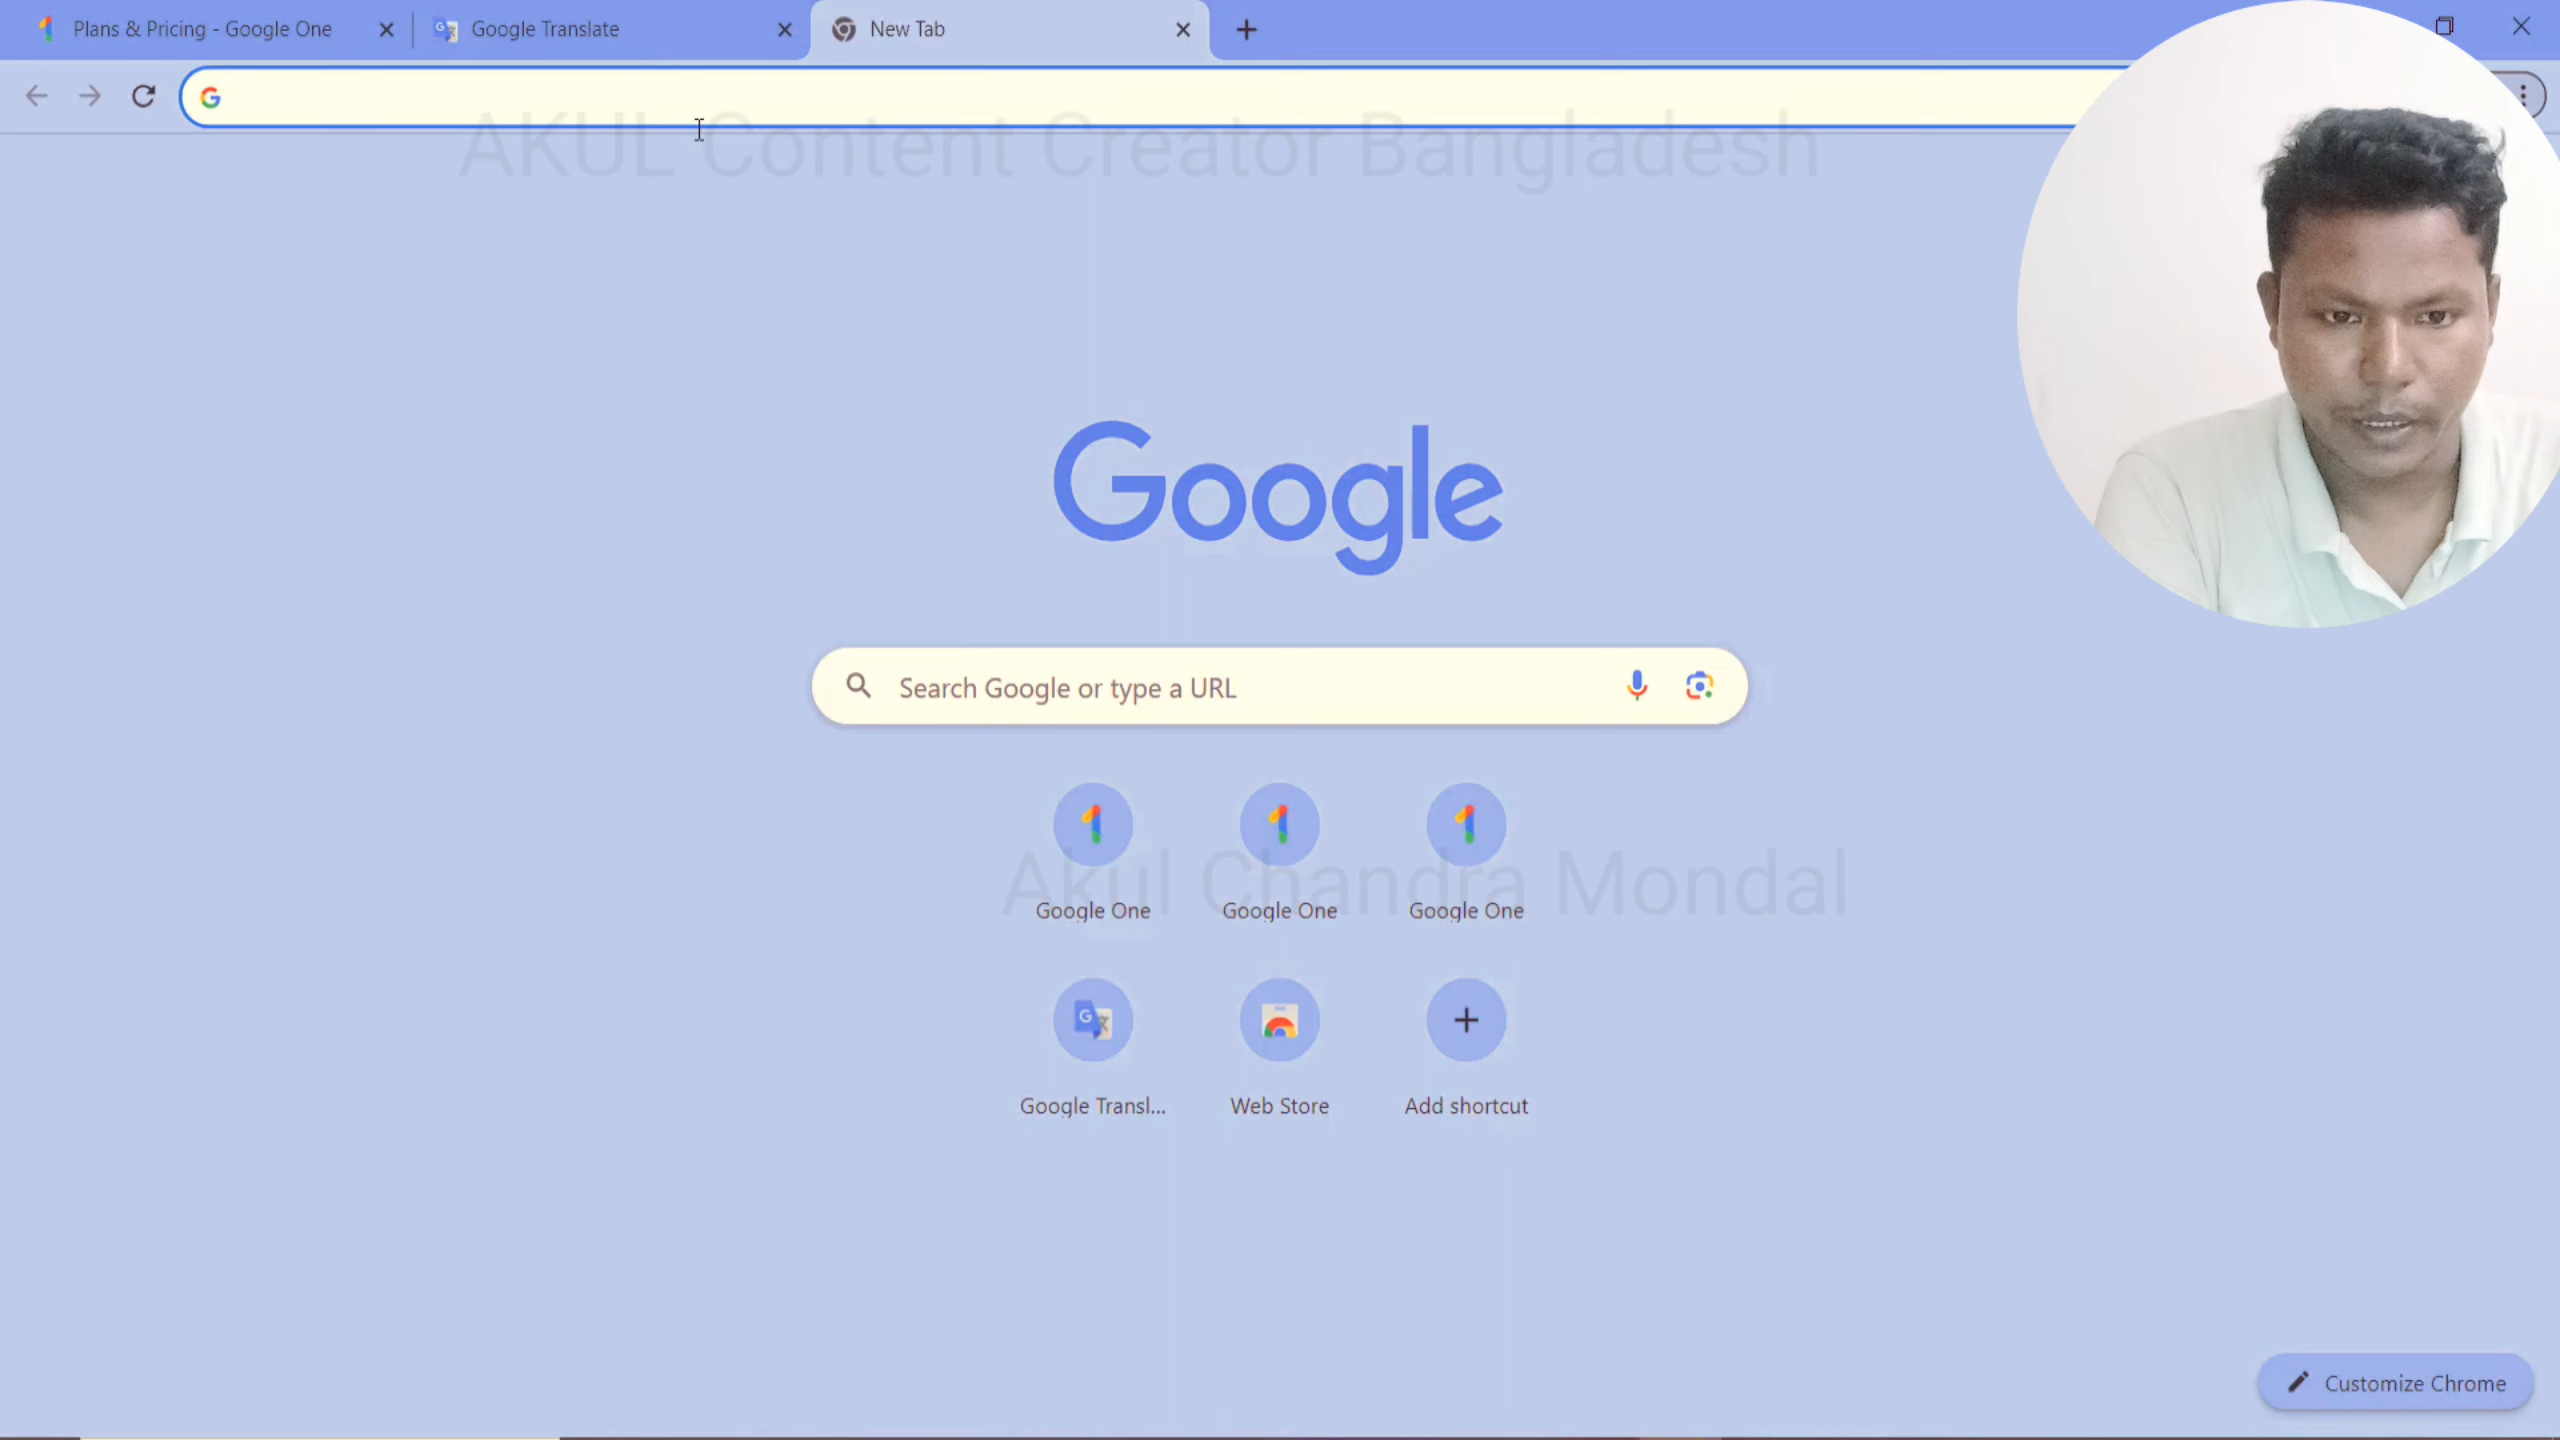 Plans & Pricing - Google One
Google Translate
New Tab
AKUL Content Creator Bangladesh
Google
Search Google or type a URL
Akul Chandra Mondal
Google One
Google One
Google One
Google Transl...
Web Store
Add shortcut
Customize Chrome